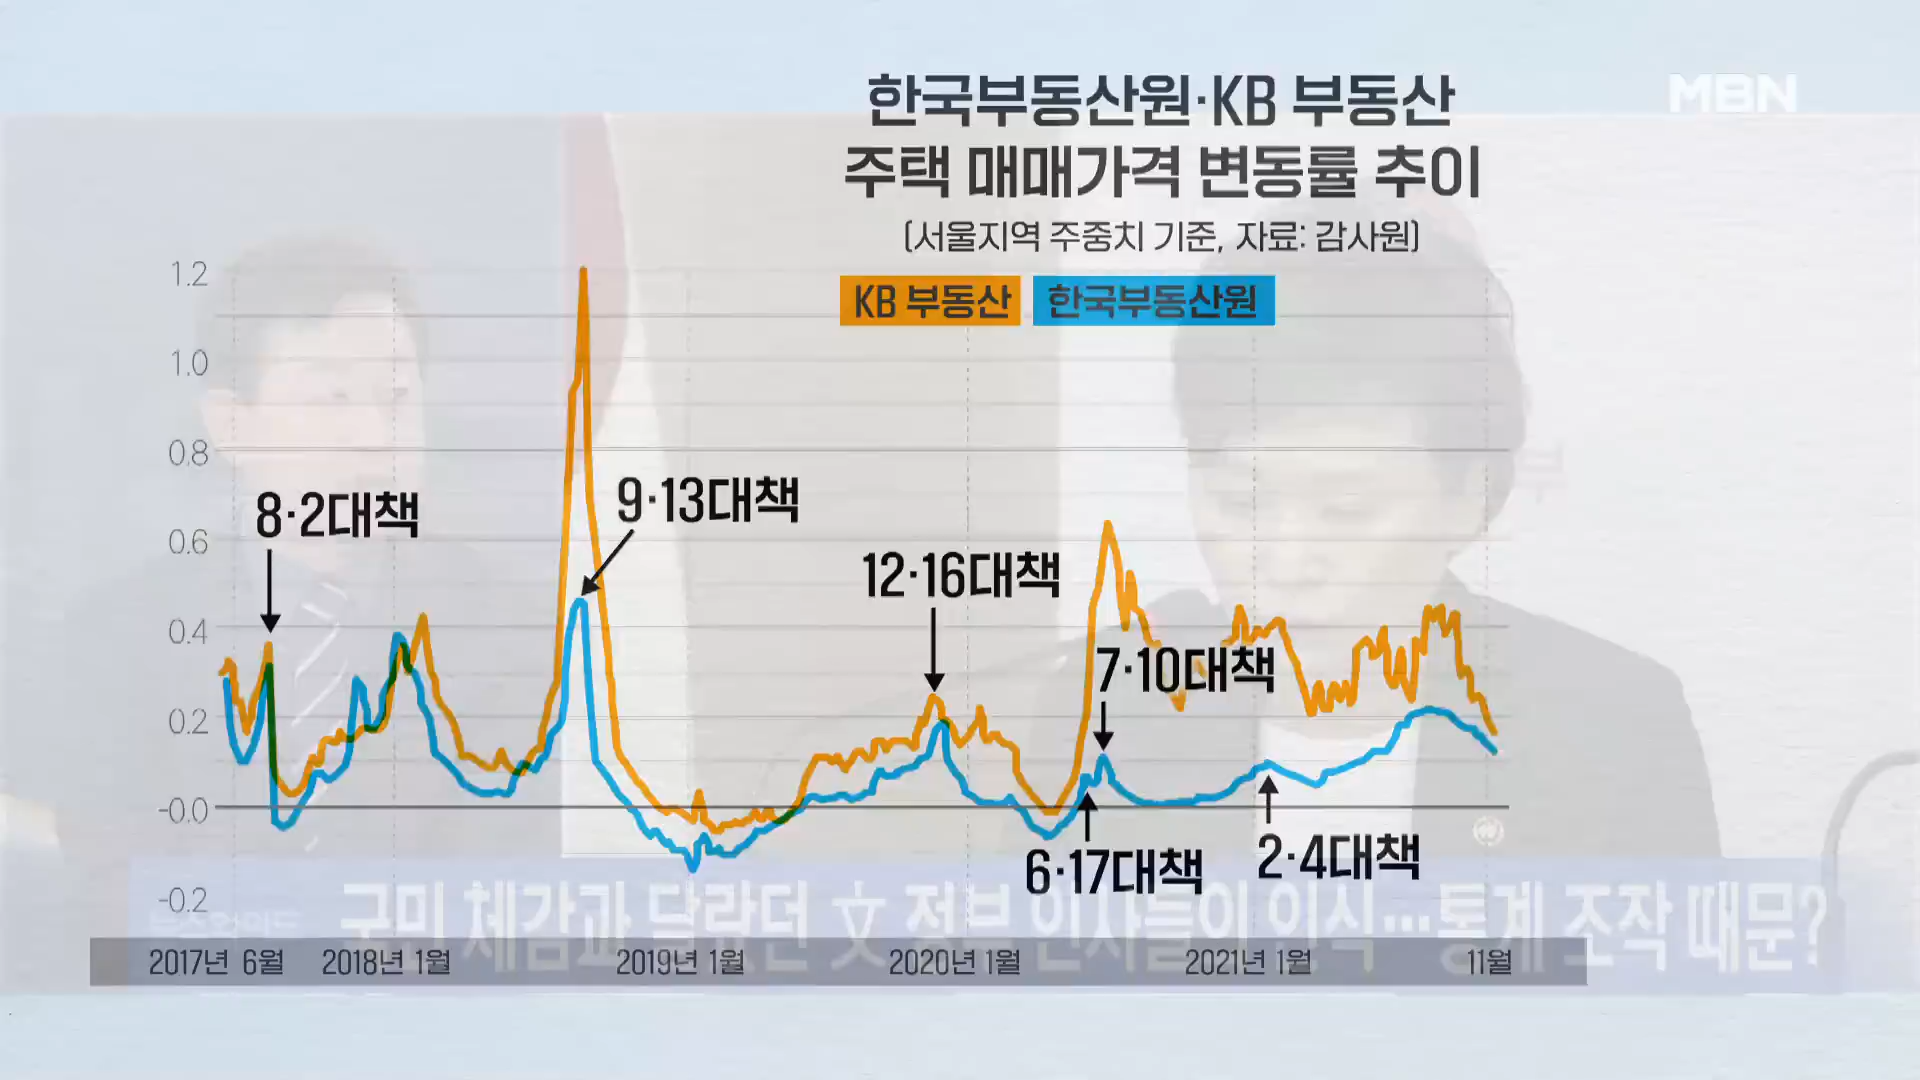 한국부동산원·KB 부동산
MBN
주택 매매가격 변동률 추이
(서울지역 주중치 기준, 자료: 감사원)
KB 부동산 한국부동산원
1.2
1.0
0.8
0.6
0.4
0.2
-0.0
-0.2
8·2대책
9·13대책
12·16대책
7·10대책
6·17대책
2·4대책
국민 체감과 달랐던 文 정부 인사들의 인식…통계 조작 때문?
2017년 6월 2018년 1월 2019년 1월 2020년 1월 2021년 1월 11월